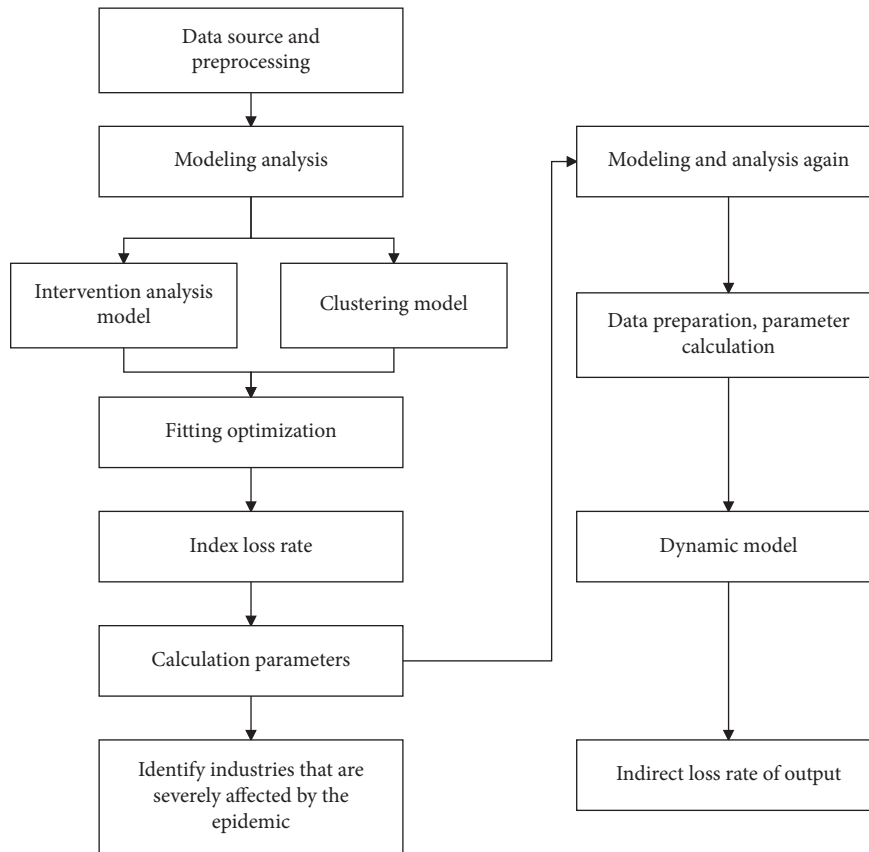 Data source and
preprocessing
Modeling analysis
Intervention analysis
model
Clustering model
Fitting optimization
Index loss rate
Calculation parameters
Identify industries that are
severely affected by the
epidemic
Modeling and analysis again
Data preparation, parameter
calculation
Dynamic model
Indirect loss rate of output